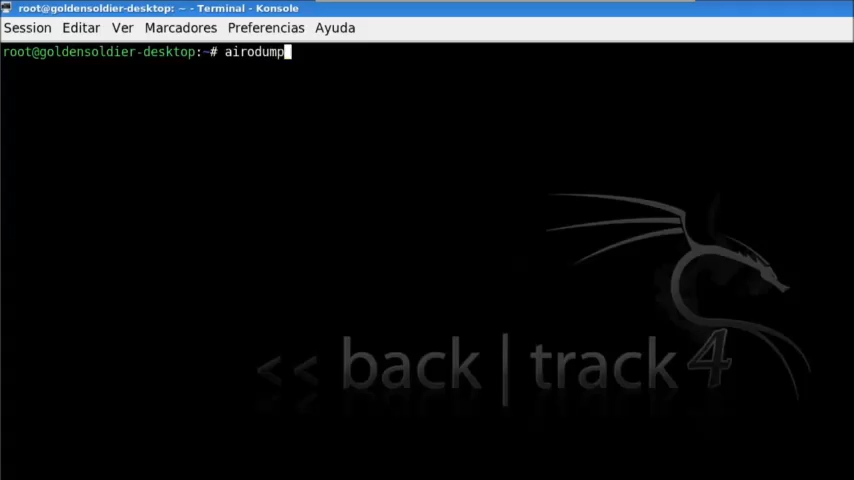 root@goldensoldier-desktop: ~ - Terminal - Konsole
Session Editar Ver Marcadores Preferencias Ayuda
root@goldensoldier-desktop:~# airodump
<< back | track 4